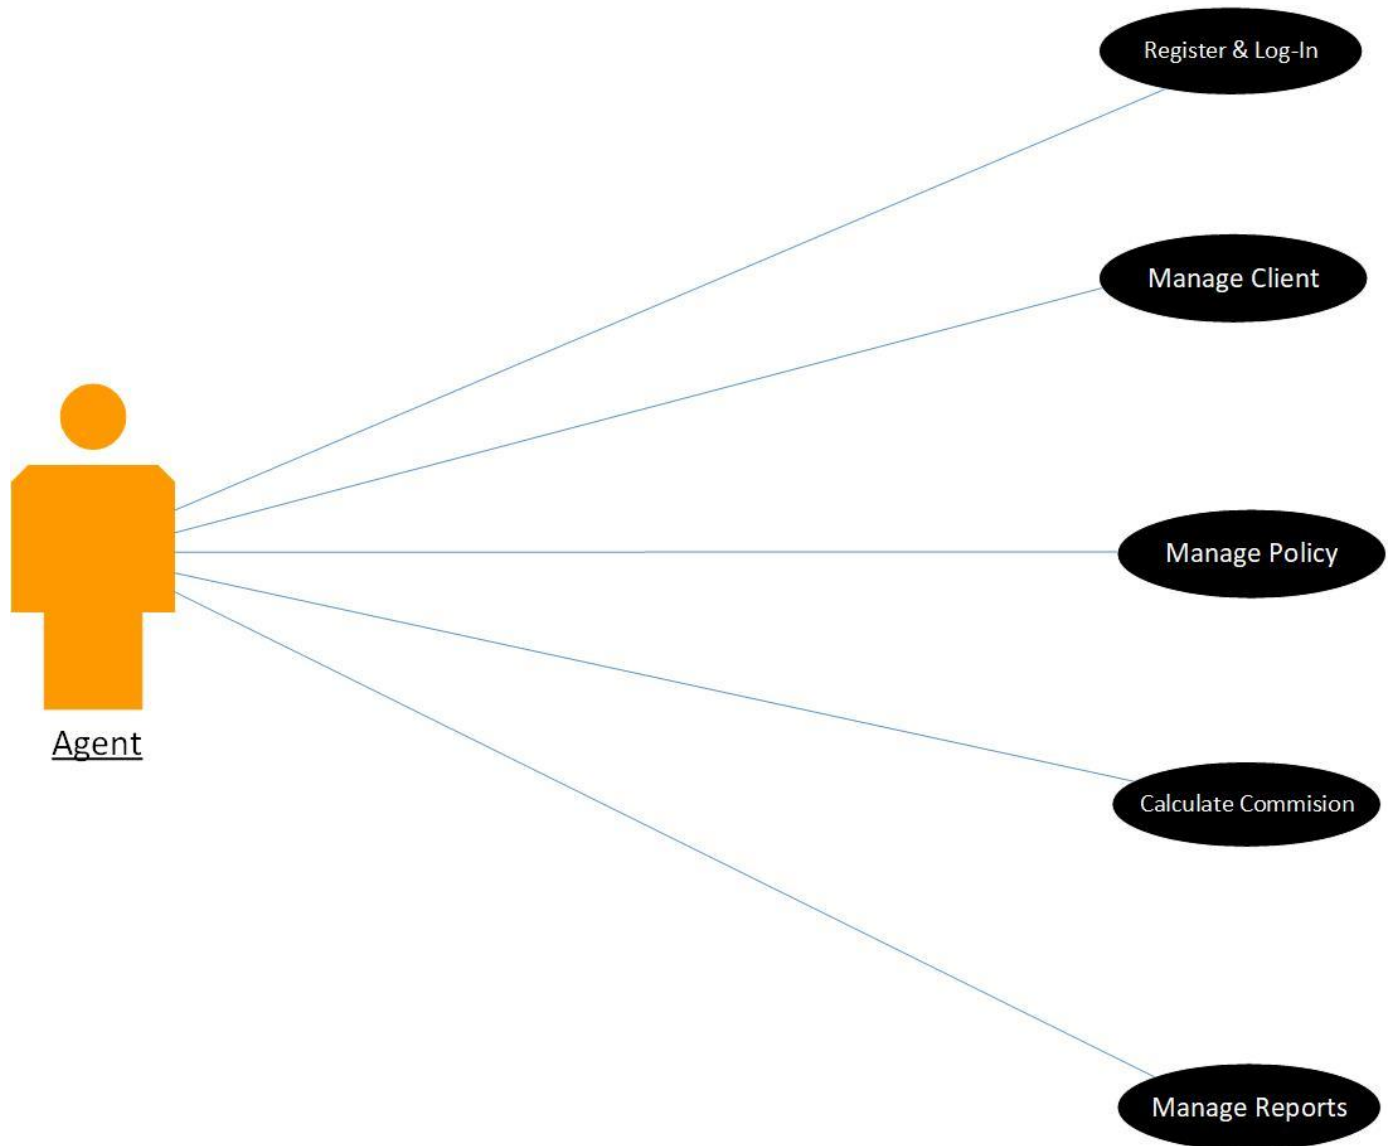 Register & Log-In
Manage Client
Manage Policy
Agent
Calculate Commision
Manage Reports